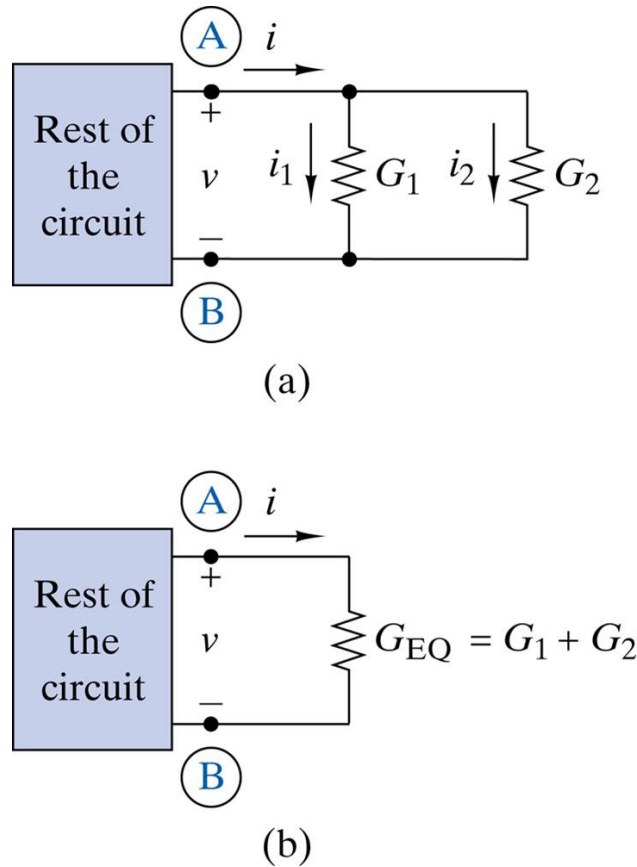 A i
+
Rest of
the
circuit
v
i1 G1 i2 G2
–
B
(a)
A i
+
Rest of
the
circuit
v
GEQ = G1 + G2
–
B
(b)